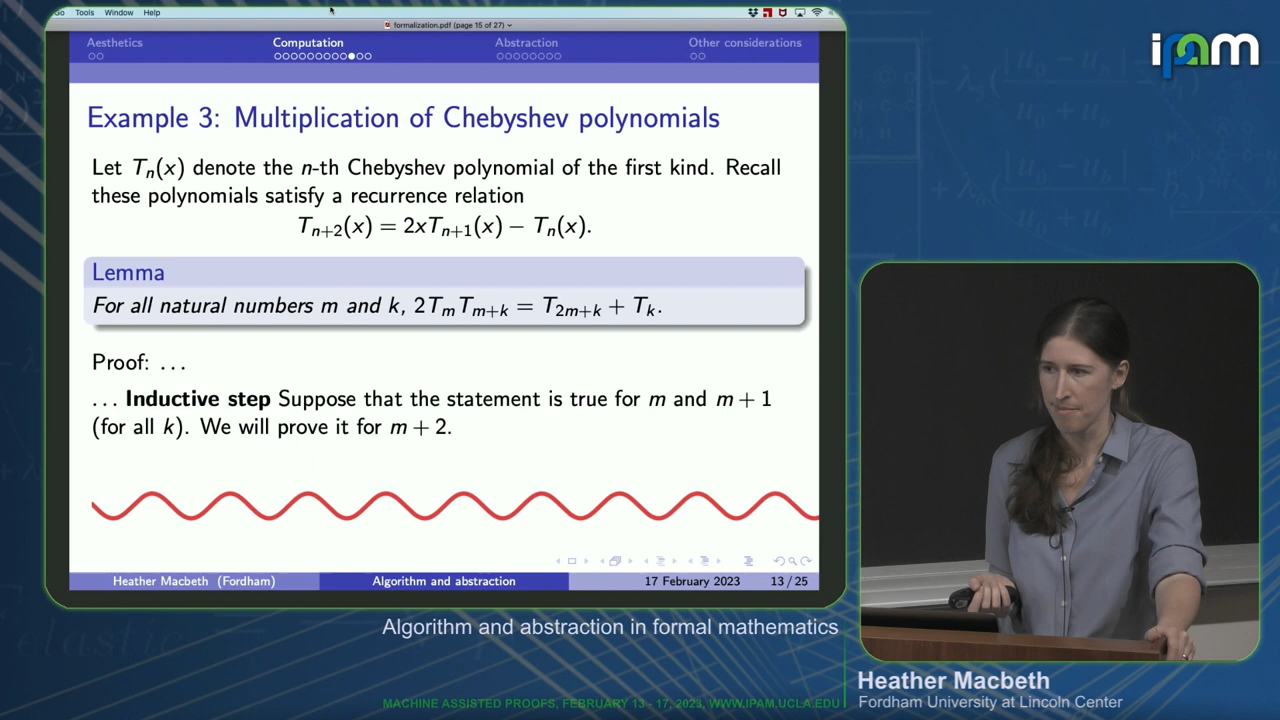 Go Tools Window Help
formalization.pdf (page 15 of 27)
Aesthetics Computation Abstraction Other considerations
Example 3: Multiplication of Chebyshev polynomials
Let Tₙ(x) denote the n-th Chebyshev polynomial of the first kind. Recall
these polynomials satisfy a recurrence relation
Tₙ₊₂(x) = 2xTₙ₊₁(x) − Tₙ(x).
Lemma
For all natural numbers m and k, 2TₘTₘ₊ₖ = T₂ₘ₊ₖ + Tₖ.
Proof: ...
... Inductive step Suppose that the statement is true for m and m + 1
(for all k). We will prove it for m + 2.
Heather Macbeth (Fordham) Algorithm and abstraction 17 February 2023 13 / 25
ipam
Algorithm and abstraction in formal mathematics
Heather Macbeth
Fordham University at Lincoln Center
MACHINE ASSISTED PROOFS, FEBRUARY 13 - 17, 2023, WWW.IPAM.UCLA.EDU
elastic